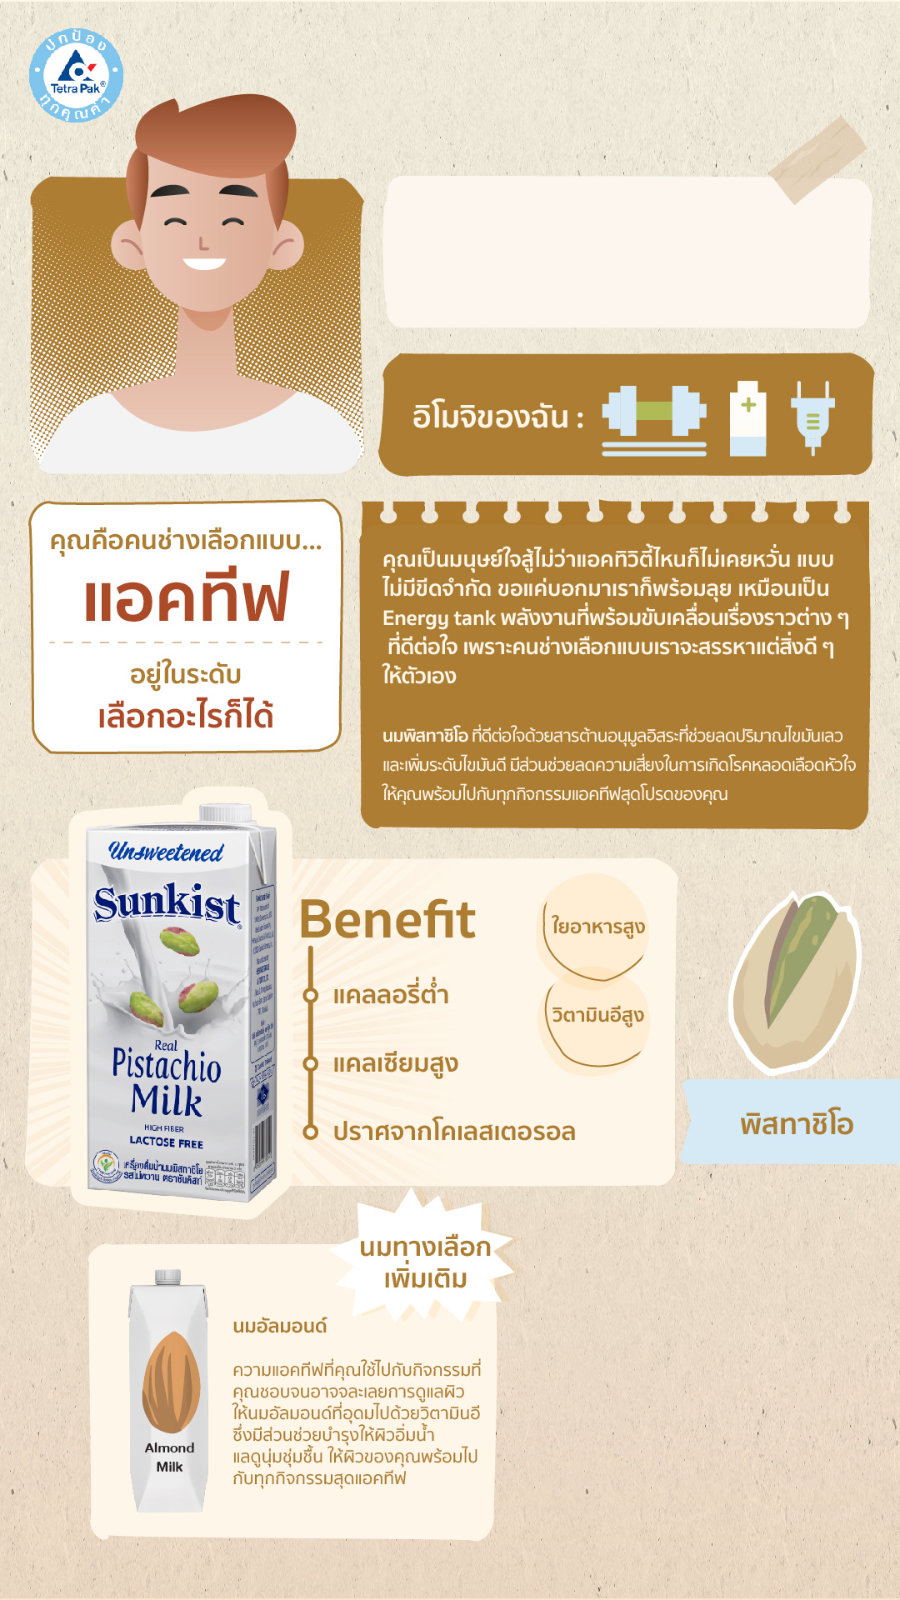 ปกป้อง
Tetra Pak®
ทุกคุณค่า
อิโมจิของฉัน :
คุณคือคนช่างเลือกแบบ...
แอคทีฟ
อยู่ในระดับ
เลือกอะไรก็ได้
คุณเป็นมนุษย์ใจสู้ไม่ว่าแอคทิวิตี้ไหนก็ไม่เคยหวั่น แบบ
ไม่มีขีดจำกัด ขอแค่บอกมาเราก็พร้อมลุย เหมือนเป็น
Energy tank พลังงานที่พร้อมขับเคลื่อนเรื่องราวต่าง ๆ
ที่ดีต่อใจ เพราะคนช่างเลือกแบบเราจะสรรหาแต่สิ่งดี ๆ
ให้ตัวเอง
นมพิสทาชิโอ ที่ดีต่อใจด้วยสารต้านอนุมูลอิสระที่ช่วยลดปริมาณไขมันเลว
และเพิ่มระดับไขมันดี มีส่วนช่วยลดความเสี่ยงในการเกิดโรคหลอดเลือดหัวใจ
ให้คุณพร้อมไปกับทุกกิจกรรมแอคทีฟสุดโปรดของคุณ
Unsweetened
Sunkist®
Real
Pistachio
Milk
HIGH FIBER
LACTOSE FREE
เครื่องดื่มน้ำนมพิสทาชิโอ
รสไม่หวาน ตราซันคิสท์
Benefit
แคลลอรี่ต่ำ
แคลเซียมสูง
ปราศจากโคเลสเตอรอล
ใยอาหารสูง
วิตามินอีสูง
พิสทาชิโอ
นมทางเลือก
เพิ่มเติม
Almond
Milk
นมอัลมอนด์
ความแอคทีฟที่คุณใช้ไปกับกิจกรรมที่
คุณชอบจนอาจจละเลยการดูแลผิว
ให้นมอัลมอนด์ที่อุดมไปด้วยวิตามินอี
ซึ่งมีส่วนช่วยบำรุงให้ผิวอิ่มน้ำ
แลดูนุ่มชุ่มชื้น ให้ผิวของคุณพร้อมไป
กับทุกกิจกรรมสุดแอคทีฟ